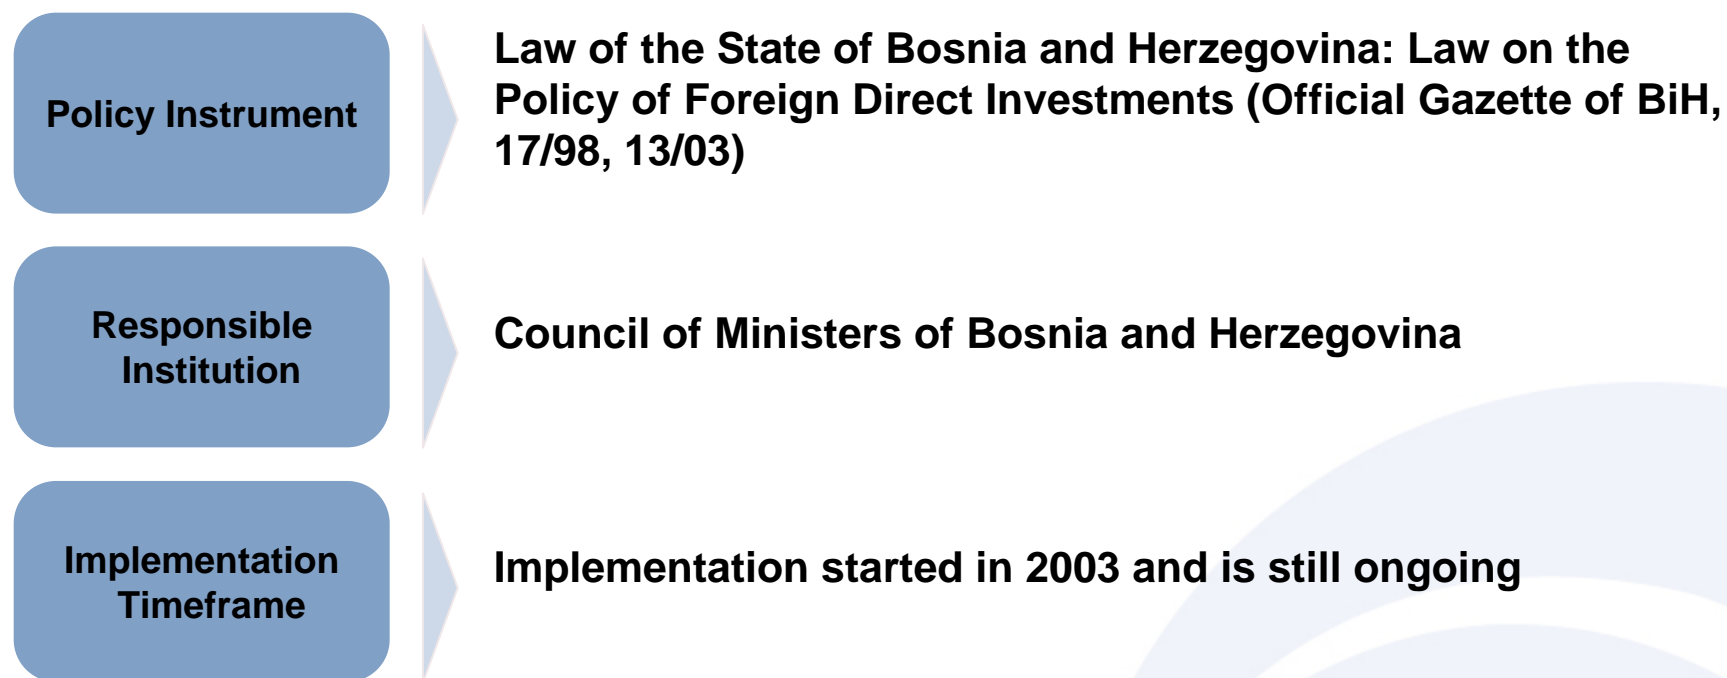 Policy Instrument
Law of the State of Bosnia and Herzegovina: Law on the
Policy of Foreign Direct Investments (Official Gazette of BiH,
17/98, 13/03)
Responsible
Institution
Council of Ministers of Bosnia and Herzegovina
Implementation
Timeframe
Implementation started in 2003 and is still ongoing